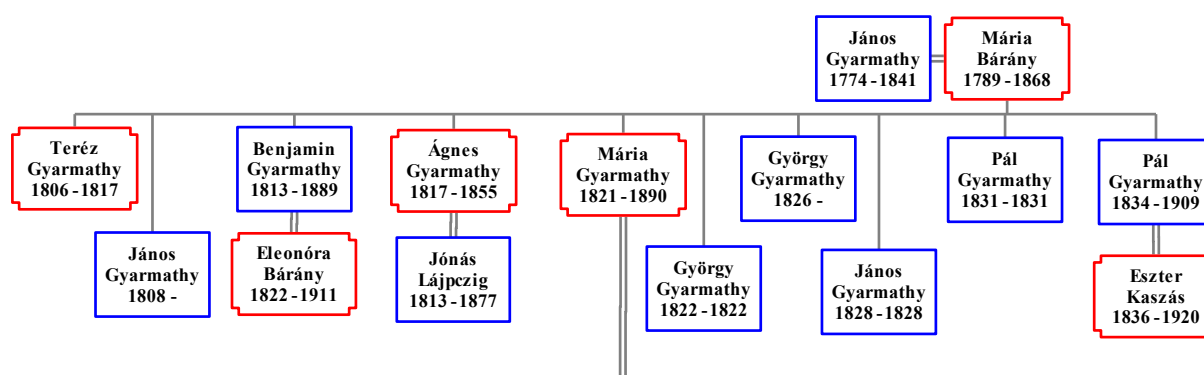 János
Gyarmathy
1774 - 1841
Mária
Bárány
1789 - 1868
Teréz
Gyarmathy
1806 - 1817
János
Gyarmathy
1808 -
Benjamin
Gyarmathy
1813 - 1889
Eleonóra
Bárány
1822 - 1911
Ágnes
Gyarmathy
1817 - 1855
Jónás
Lájpczig
1813 - 1877
Mária
Gyarmathy
1821 - 1890
György
Gyarmathy
1822 - 1822
György
Gyarmathy
1826 -
János
Gyarmathy
1828 - 1828
Pál
Gyarmathy
1831 - 1831
Pál
Gyarmathy
1834 - 1909
Eszter
Kaszás
1836 - 1920